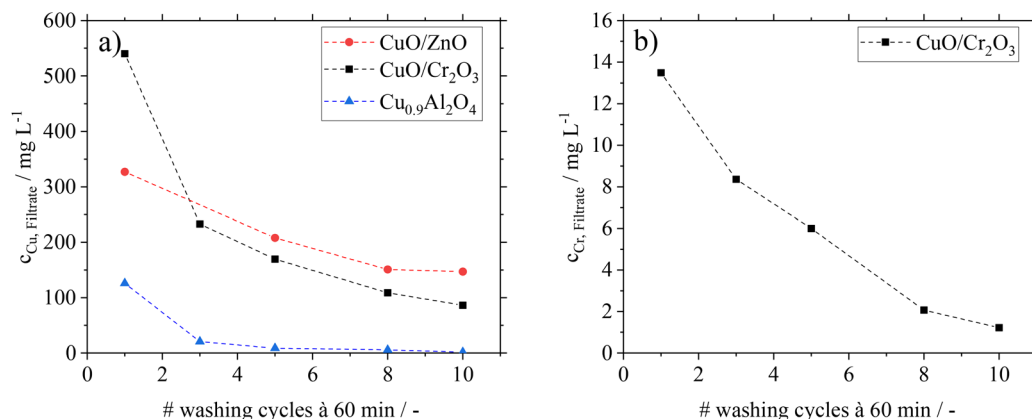 a)
CuO/ZnO
CuO/Cr₂O₃
Cu₀.₉Al₂O₄
600
500
400
300
200
100
0
c_Cu, Filtrate / mg L⁻¹
0 2 4 6 8 10
# washing cycles à 60 min / -
b)
CuO/Cr₂O₃
16
14
12
10
8
6
4
2
0
c_Cr, Filtrate / mg L⁻¹
0 2 4 6 8 10
# washing cycles à 60 min / -